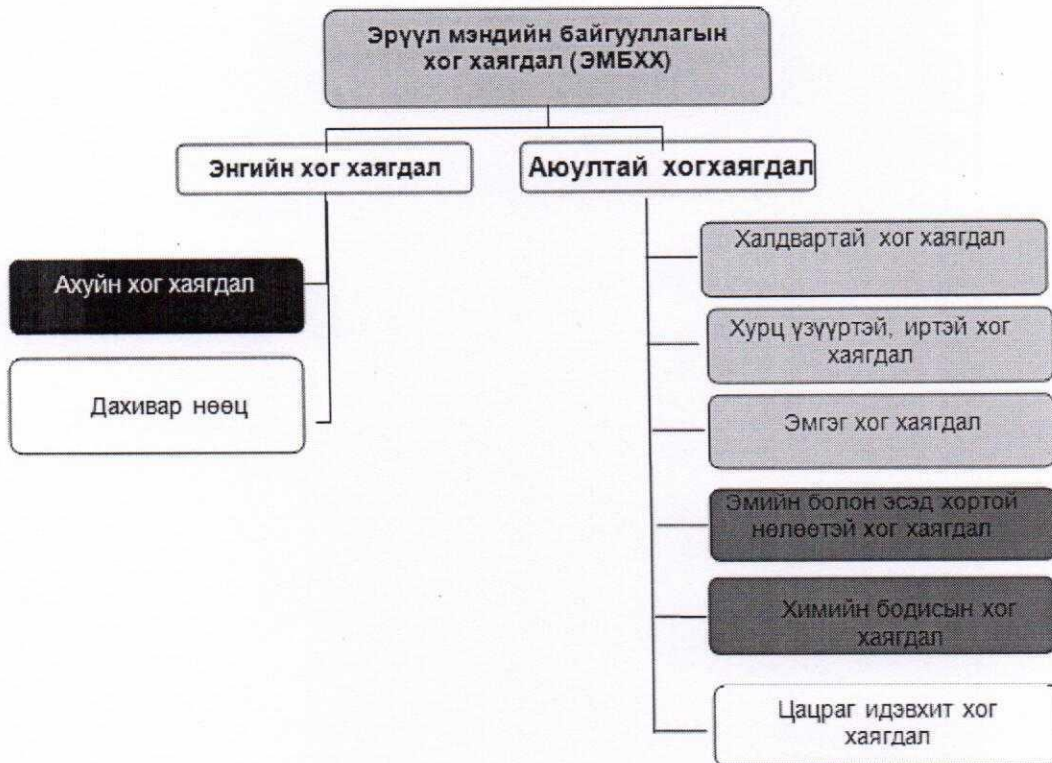 Эрүүл мэндийн байгууллагын
хог хаягдал (ЭМБХХ)
Энгийн хог хаягдал
Аюултай хогхаягдал
Ахуйн хог хаягдал
Дахивар нөөц
Халдвартай хог хаягдал
Хурц үзүүртэй, иртэй хог
хаягдал
Эмгэг хог хаягдал
Эмийн болон эсэд хортой
нөлөөтэй хог хаягдал
Химийн бодисын хог
хаягдал
Цацраг идэвхит хог
хаягдал